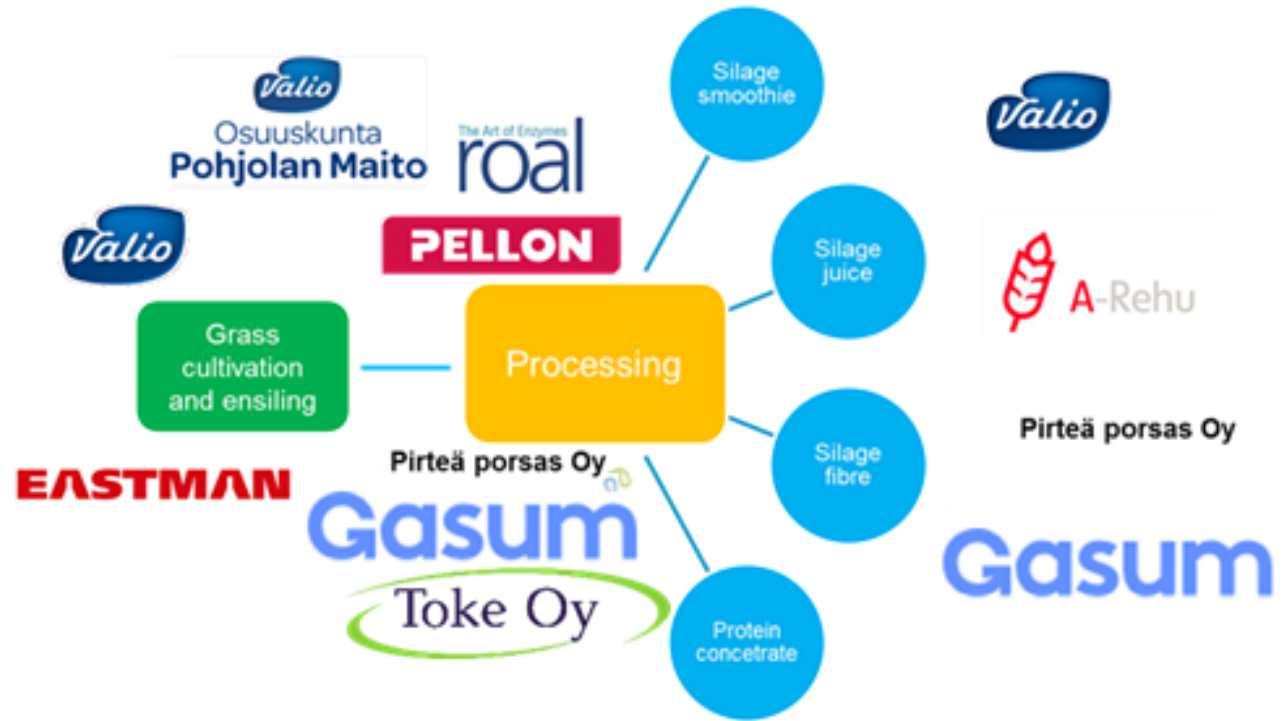 Valio
Osuuskunta
Pohjolan Maito
The Art of Enzymes
roal
Valio
PELLON
Grass
cultivation
and ensiling
EASTMAN
Processing
Pirteä porsas Oy
Gasum
Toke Oy
Silage
smoothie
Silage
juice
Silage
fibre
Protein
concetrate
Valio
A-Rehu
Pirteä porsas Oy
Gasum